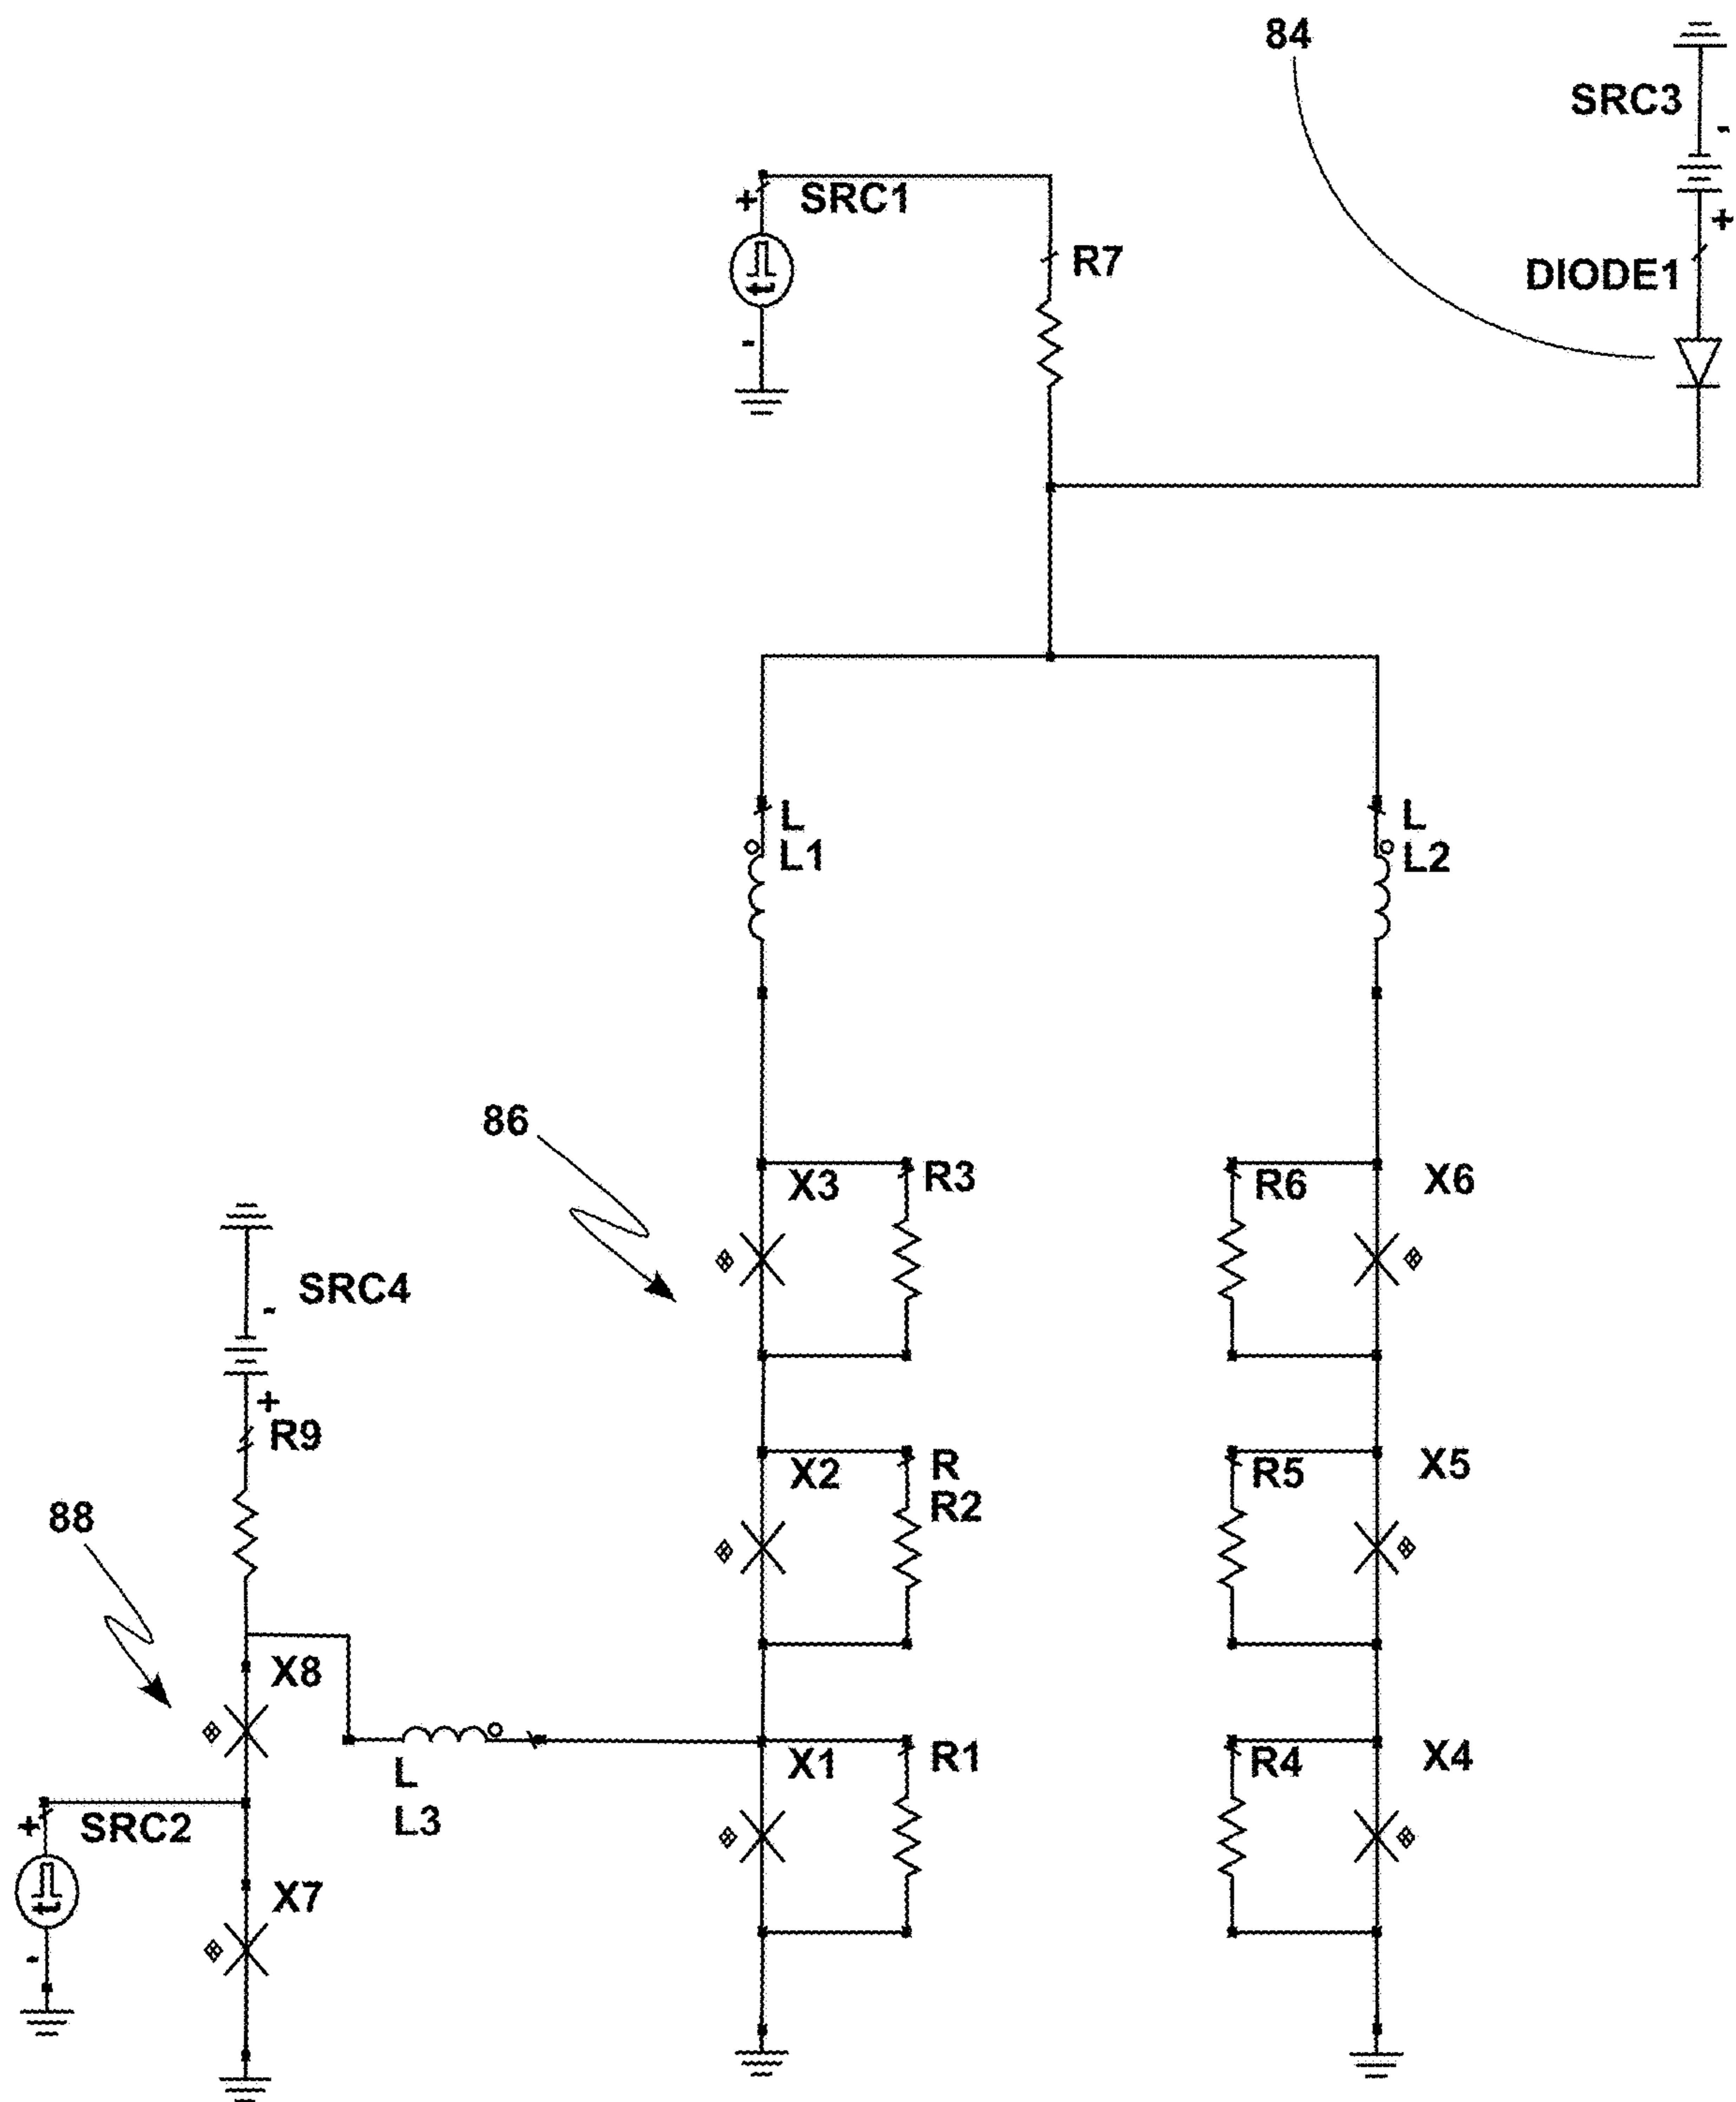 84
SRC3
-
+ SRC1
+
R7
DIODE1
-
L
L1
L
L2
86
X3 R3
R6 X6
SRC4
-
+
R9
X2 R
R2
R5 X5
88
X8
L
L3
X1 R1
R4 X4
+ SRC2
X7
-